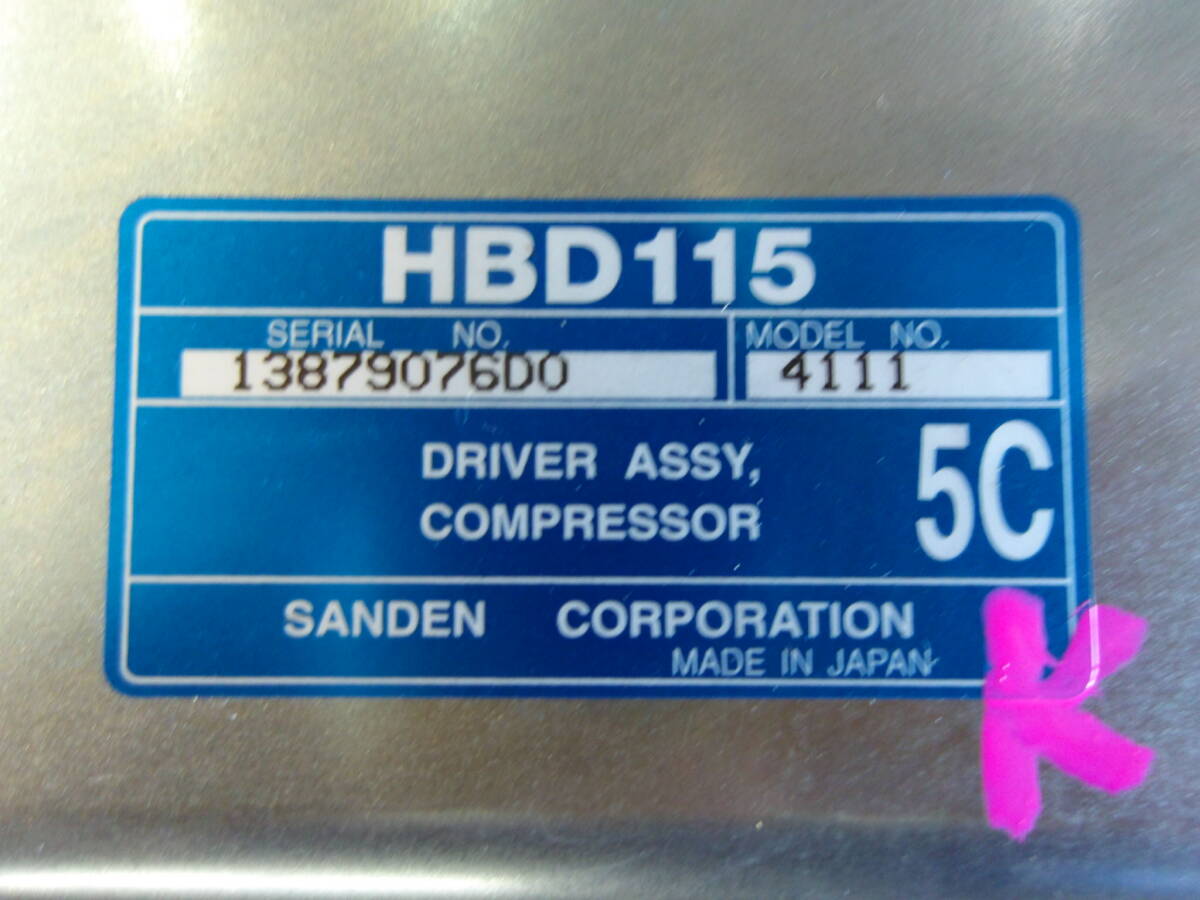 HBD115
SERIAL NO. MODEL NO.
13879076D0 4111
DRIVER ASSY,
COMPRESSOR
5C
SANDEN CORPORATION
MADE IN JAPAN
K